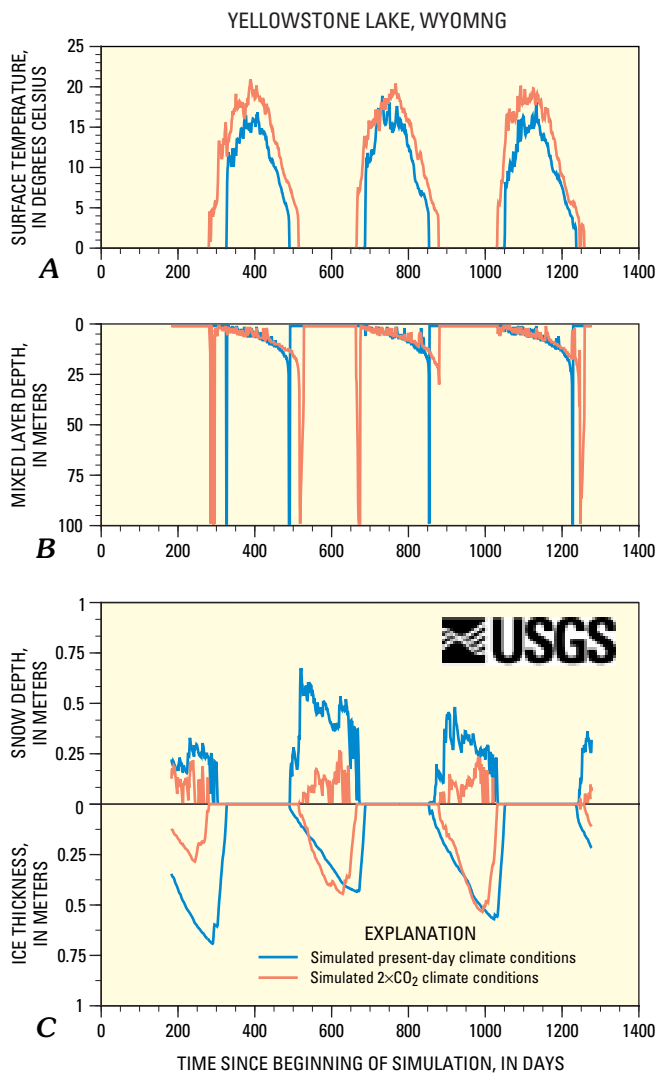 YELLOWSTONE LAKE, WYOMNG
SURFACE TEMPERATURE,
IN DEGREES CELSIUS
25
20
15
10
5
0
0 200 400 600 800 1000 1200 1400
A
MIXED LAYER DEPTH,
IN METERS
0
25
50
75
100
0 200 400 600 800 1000 1200 1400
B
USGS
SNOW DEPTH,
IN METERS
1
0.75
0.5
0.25
0
ICE THICKNESS,
IN METERS
0.25
0.5
0.75
1
EXPLANATION
Simulated present-day climate conditions
Simulated 2×CO₂ climate conditions
0 200 400 600 800 1000 1200 1400
C
TIME SINCE BEGINNING OF SIMULATION, IN DAYS